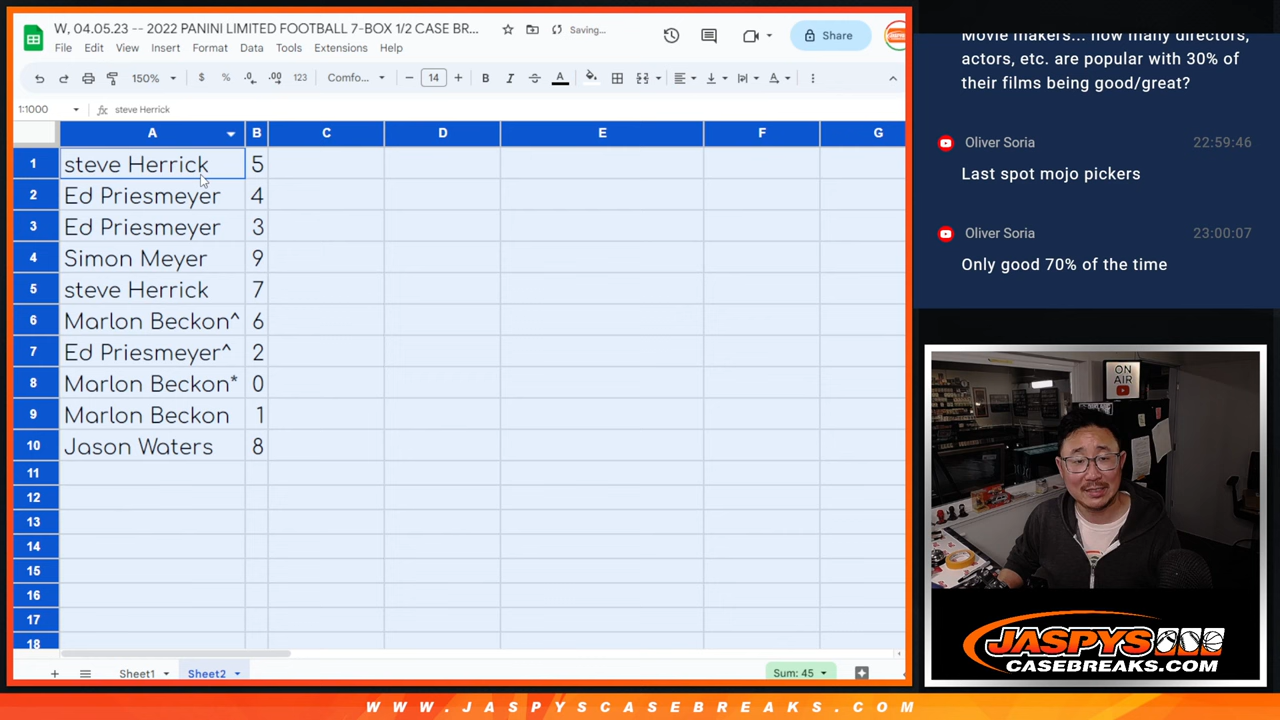 W, 04.05.23 -- 2022 PANINI LIMITED FOOTBALL 7-BOX 1/2 CASE BR...
Saving...
Share
File Edit View Insert Format Data Tools Extensions Help
150% $ % .0 .00 123 Comfo... − 14 + B I S A
1:1000 fx steve Herrick
A B C D E F G
1 steve Herrick 5
2 Ed Priesmeyer 4
3 Ed Priesmeyer 3
4 Simon Meyer 9
5 steve Herrick 7
6 Marlon Beckon^ 6
7 Ed Priesmeyer^ 2
8 Marlon Beckon* 0
9 Marlon Beckon 1
10 Jason Waters 8
11
12
13
14
15
16
17
18
+ Sheet1 Sheet2 Sum: 45
Movie makers... how many directors,
actors, etc. are popular with 30% of
their films being good/great?
Oliver Soria 22:59:46
Last spot mojo pickers
Oliver Soria 23:00:07
Only good 70% of the time
ON
AIR
JASPYS
CASEBREAKS.COM
WWW.JASPYSCASEBREAKS.COM